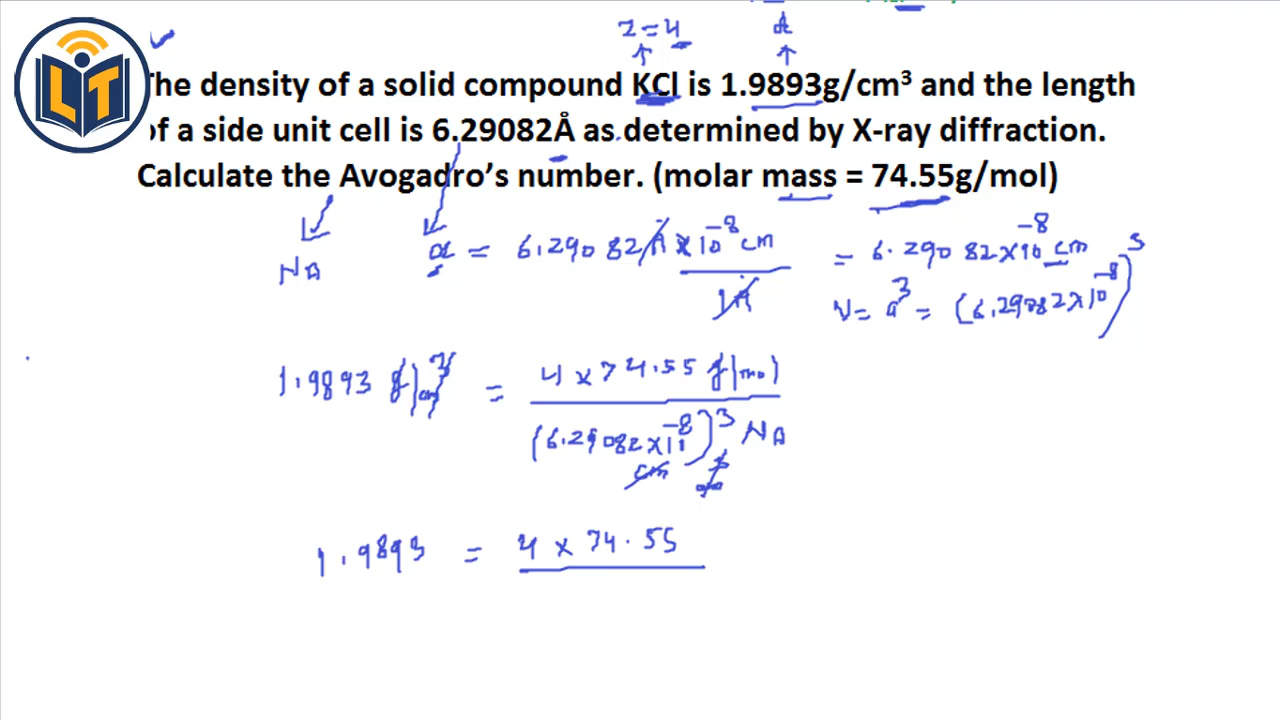 Z = 4 d
↑ ↑
LT
The density of a solid compound KCl is 1.9893g/cm³ and the length
of a side unit cell is 6.29082Å as determined by X-ray diffraction.
Calculate the Avogadro’s number. (molar mass = 74.55g/mol)
NA
a = 6.29082 Å × 10⁻⁸ cm / 1Å = 6.29082×10⁻⁸ cm
V = a³ = (6.29082×10⁻⁸)³
1.9893 g/cm³ = 4 × 74.55 g/mol
(6.29082×10⁻⁸)³ NA
cm
1.9893 = 4 × 74.55